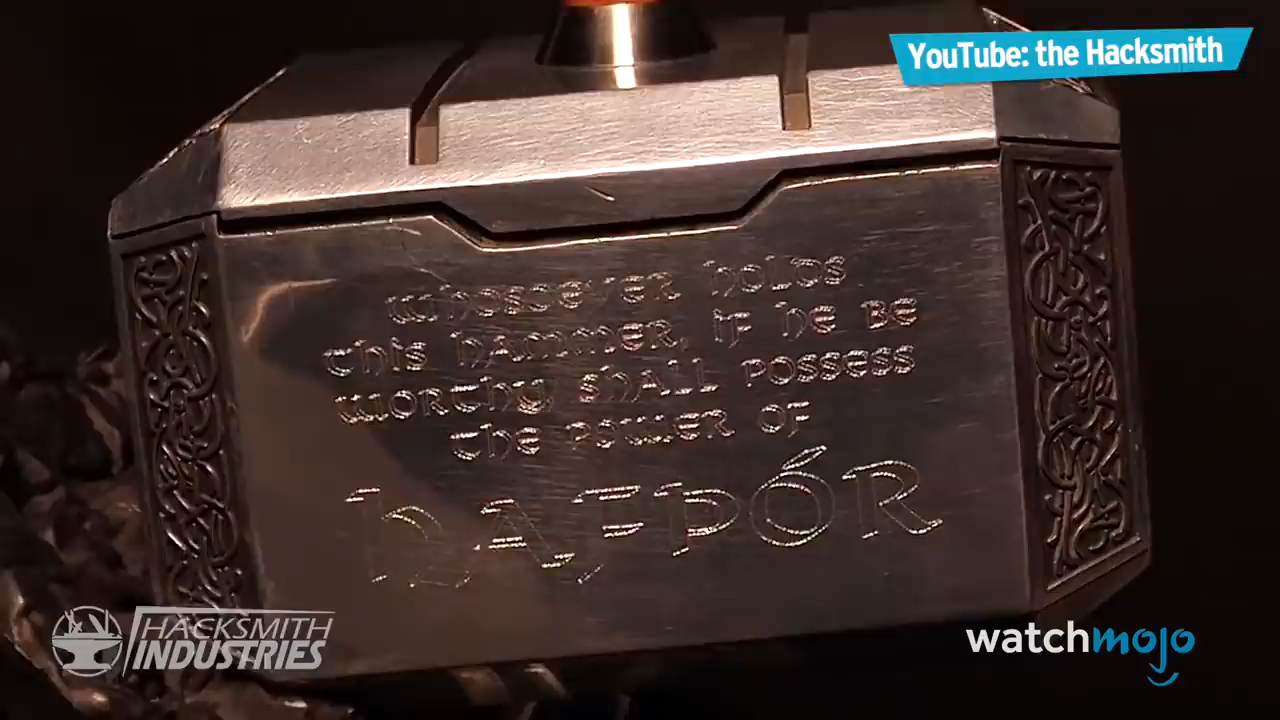 YouTube: the Hacksmith
Whosoever holds
this hammer, if he be
worthy, shall possess
the power of
HAFÞÓR
HACKSMITH
INDUSTRIES
watchmojo